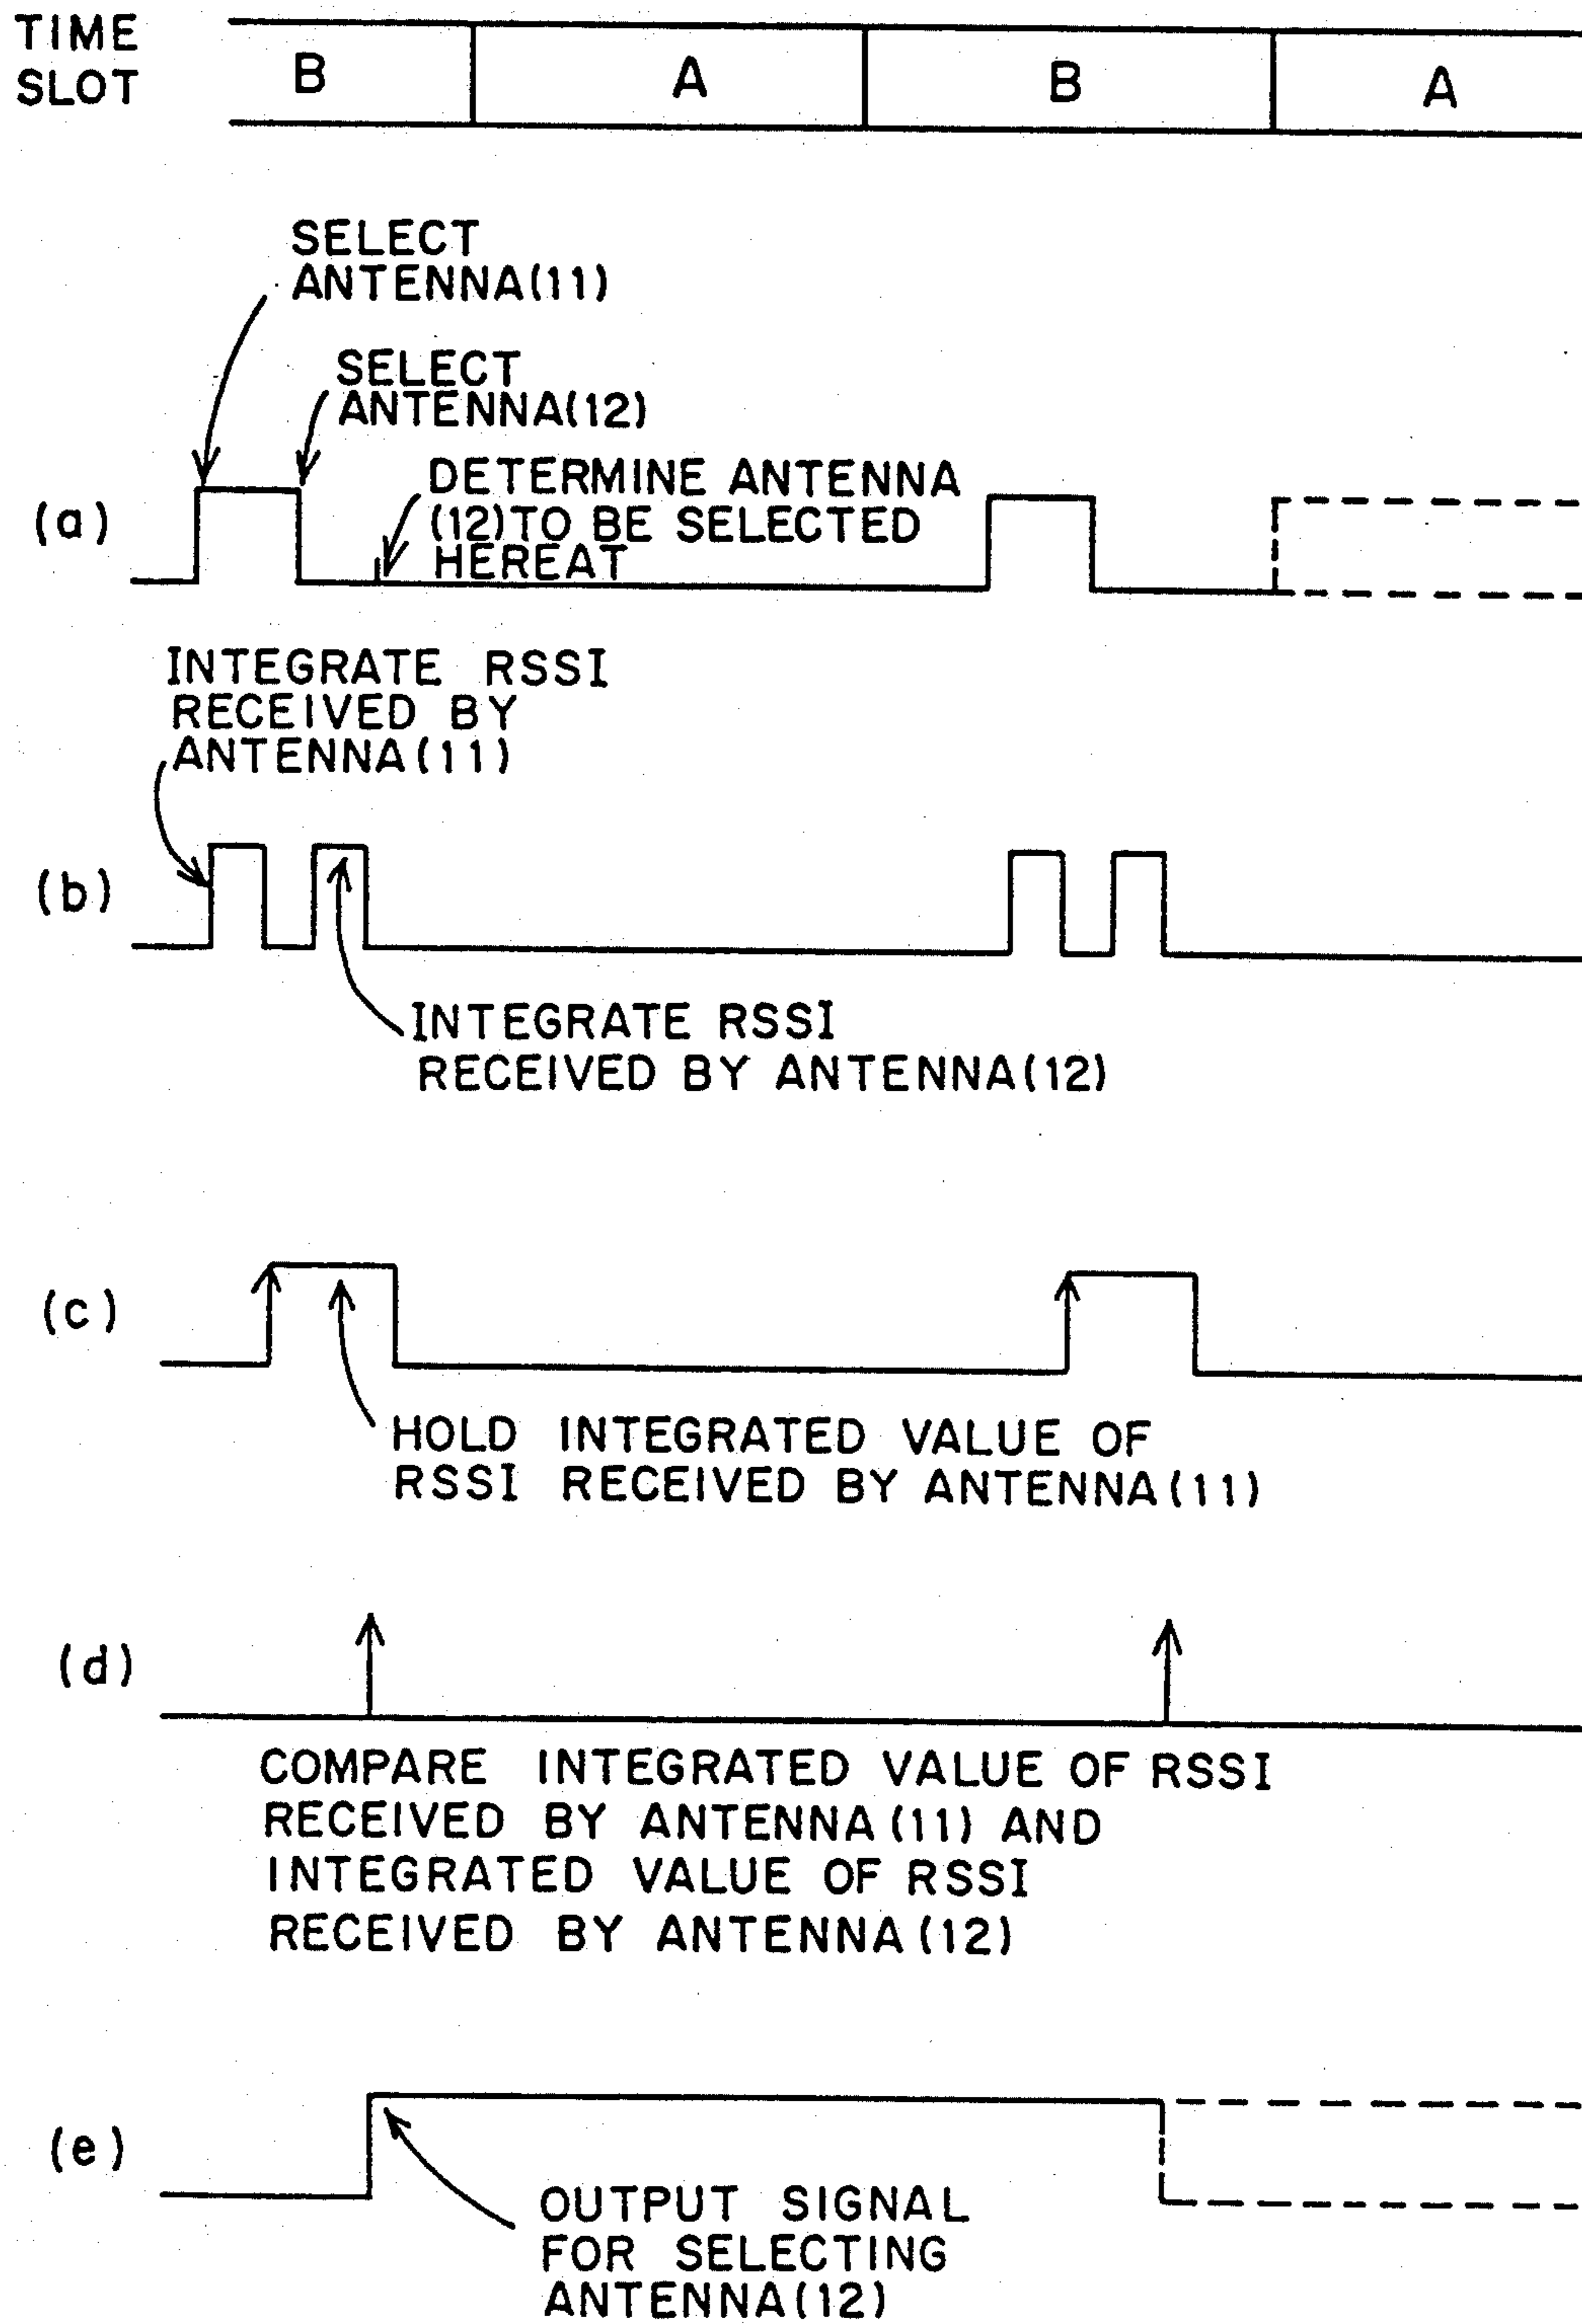 TIME
SLOT
B A B A
SELECT
ANTENNA(11)
SELECT
ANTENNA(12)
(a)
DETERMINE ANTENNA
(12)TO BE SELECTED
HEREAT
INTEGRATE RSSI
RECEIVED BY
ANTENNA(11)
(b)
INTEGRATE RSSI
RECEIVED BY ANTENNA(12)
(c)
HOLD INTEGRATED VALUE OF
RSSI RECEIVED BY ANTENNA(11)
(d)
COMPARE INTEGRATED VALUE OF RSSI
RECEIVED BY ANTENNA(11) AND
INTEGRATED VALUE OF RSSI
RECEIVED BY ANTENNA(12)
(e)
OUTPUT SIGNAL
FOR SELECTING
ANTENNA(12)